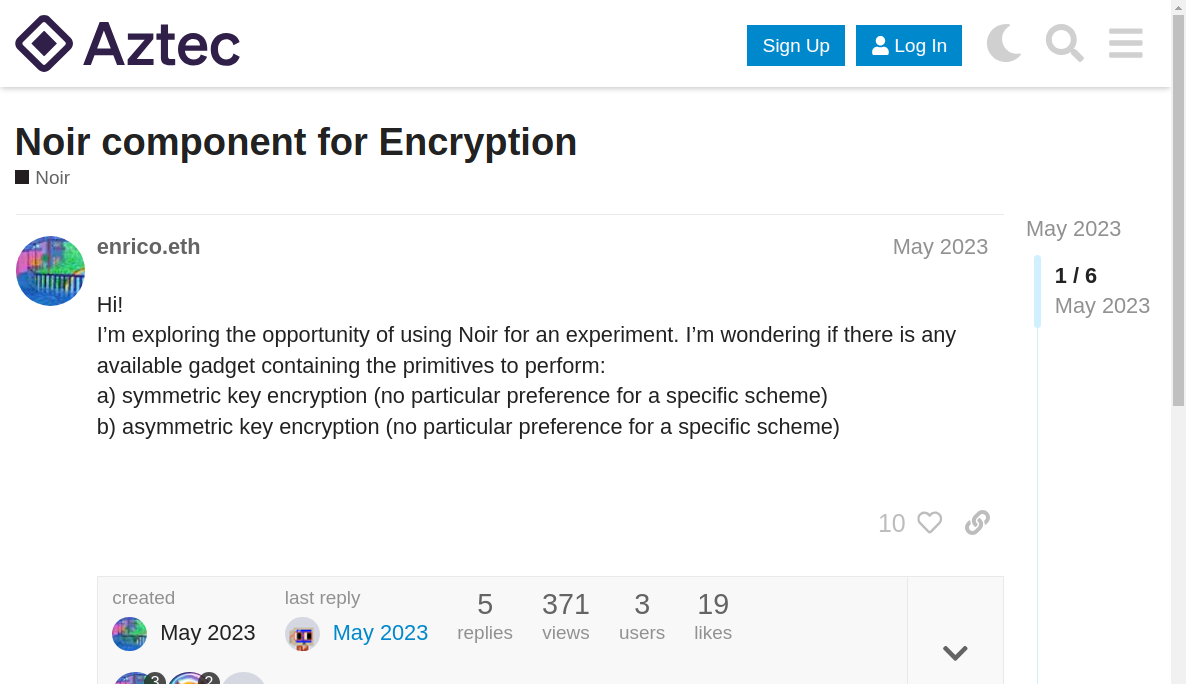 Aztec
Sign Up
Log In
Noir component for Encryption
Noir
enrico.eth
May 2023
Hi!
I’m exploring the opportunity of using Noir for an experiment. I’m wondering if there is any
available gadget containing the primitives to perform:
a) symmetric key encryption (no particular preference for a specific scheme)
b) asymmetric key encryption (no particular preference for a specific scheme)
10
May 2023
1 / 6
May 2023
created
May 2023
last reply
May 2023
5
replies
371
views
3
users
19
likes
3
2